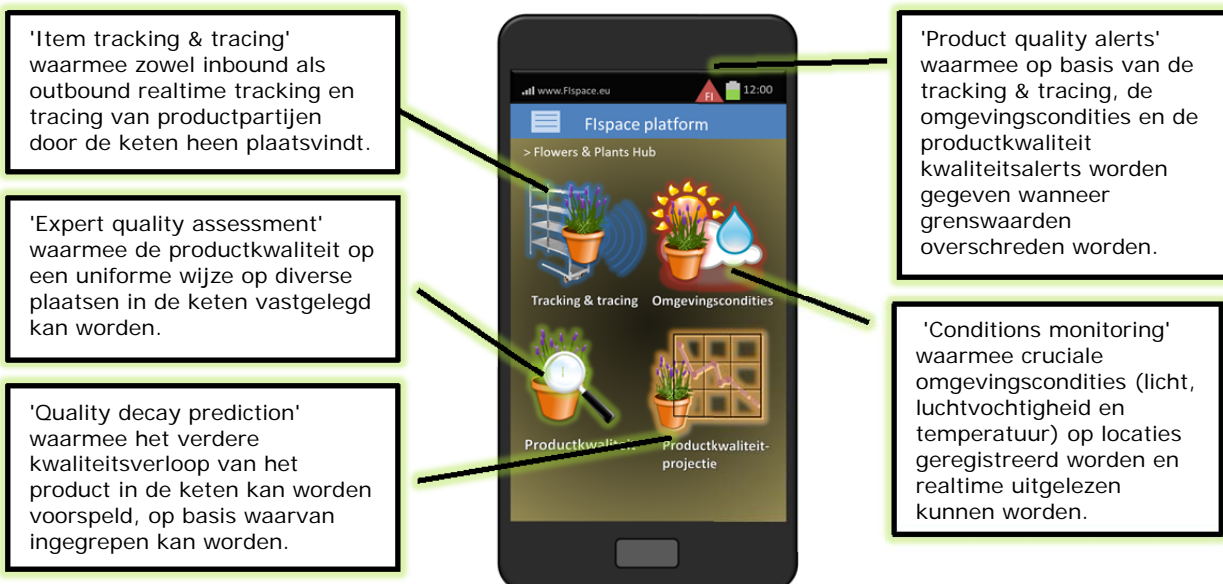 'Item tracking & tracing'
waarmee zowel inbound als
outbound realtime tracking en
tracing van productpartijen
door de keten heen plaatsvindt.
'Expert quality assessment'
waarmee de productkwaliteit op
een uniforme wijze op diverse
plaatsen in de keten vastgelegd
kan worden.
'Quality decay prediction'
waarmee het verdere
kwaliteitsverloop van het
product in de keten kan worden
voorspeld, op basis waarvan
ingegrepen kan worden.
www.FIspace.eu
FI
12:00
FIspace platform
> Flowers & Plants Hub
Tracking & tracing
Omgevingscondities
Productkwaliteit
Productkwaliteit-
projectie
'Product quality alerts'
waarmee op basis van de
tracking & tracing, de
omgevingscondities en de
productkwaliteit
kwaliteitsalerts worden
gegeven wanneer
grenswaarden
overschreden worden.
'Conditions monitoring'
waarmee cruciale
omgevingscondities (licht,
luchtvochtigheid en
temperatuur) op locaties
geregistreerd worden en
realtime uitgelezen
kunnen worden.